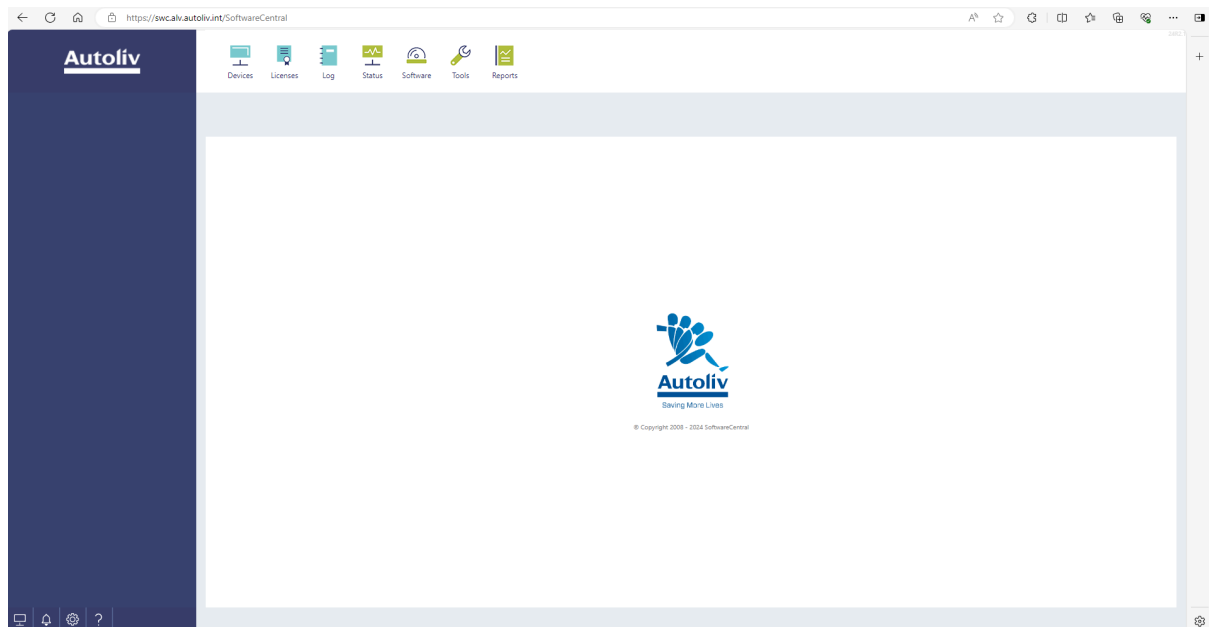 https://swc.alv.autoliv.int/SoftwareCentral
Autoliv
Devices Licenses Log Status Software Tools Reports
Autoliv
Saving More Lives
© Copyright 2008 - 2024 SoftwareCentral